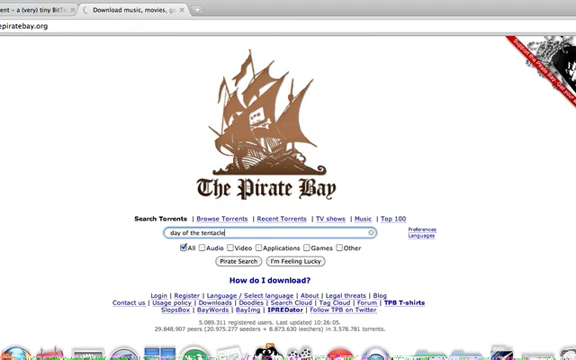 ent - a (very) tiny BitT
Download music, movies, g
epiratebay.org
The Pirate Bay
Search Torrents | Browse Torrents | Recent Torrents | TV shows | Music | Top 100
day of the tentacle
Preferences
Languages
All Audio Video Applications Games Other
Pirate Search I'm Feeling Lucky
How do I download?
Login | Register | Language / Select language | About | Legal threats | Blog
Contact us | Usage policy | Downloads | Doodles | Search Cloud | Tag Cloud | Forum | TPB T-shirts
SlopsBox | BayWords | BayImg | IPREDator | Follow TPB on Twitter
5.089.311 registered users. Last updated 10:26:05.
29.848.907 peers (20.975.277 seeders + 8.873.630 leechers) in 3.578.781 torrents.